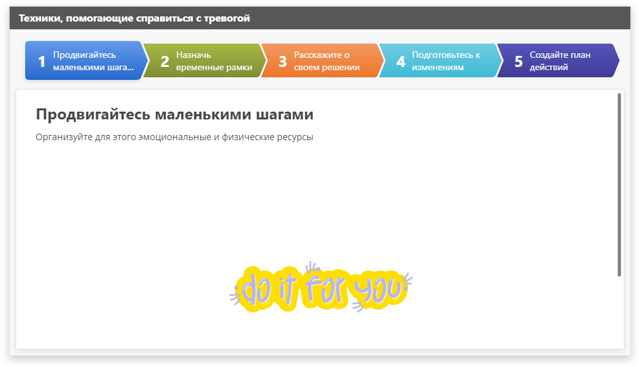 Техники, помогающие справиться с тревогой
1 Продвигайтесь
маленькими шага...
2 Назначь
временные рамки
3 Расскажите о
своем решении
4 Подготовьтесь к
изменениям
5 Создайте план
действий
Продвигайтесь маленькими шагами
Организуйте для этого эмоциональные и физические ресурсы
do it for you